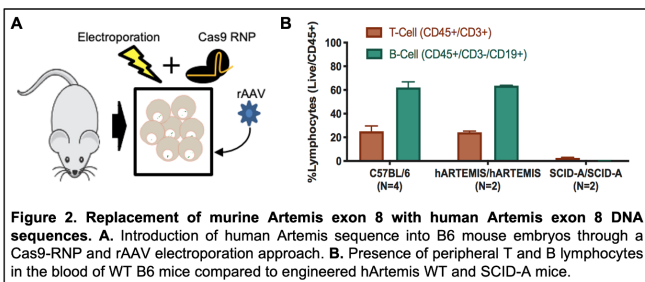 A
Electroporation
Cas9 RNP
rAAV
B
T-Cell (CD45+/CD3+)
B-Cell (CD45+/CD3-/CD19+)
%Lymphocytes (Live/CD45+)
100
80
60
40
20
0
C57BL/6
(N=4)
hARTEMIS/hARTEMIS
(N=2)
SCID-A/SCID-A
(N=2)
Figure 2. Replacement of murine Artemis exon 8 with human Artemis exon 8 DNA
sequences. A. Introduction of human Artemis sequence into B6 mouse embryos through a
Cas9-RNP and rAAV electroporation approach. B. Presence of peripheral T and B lymphocytes
in the blood of WT B6 mice compared to engineered hArtemis WT and SCID-A mice.